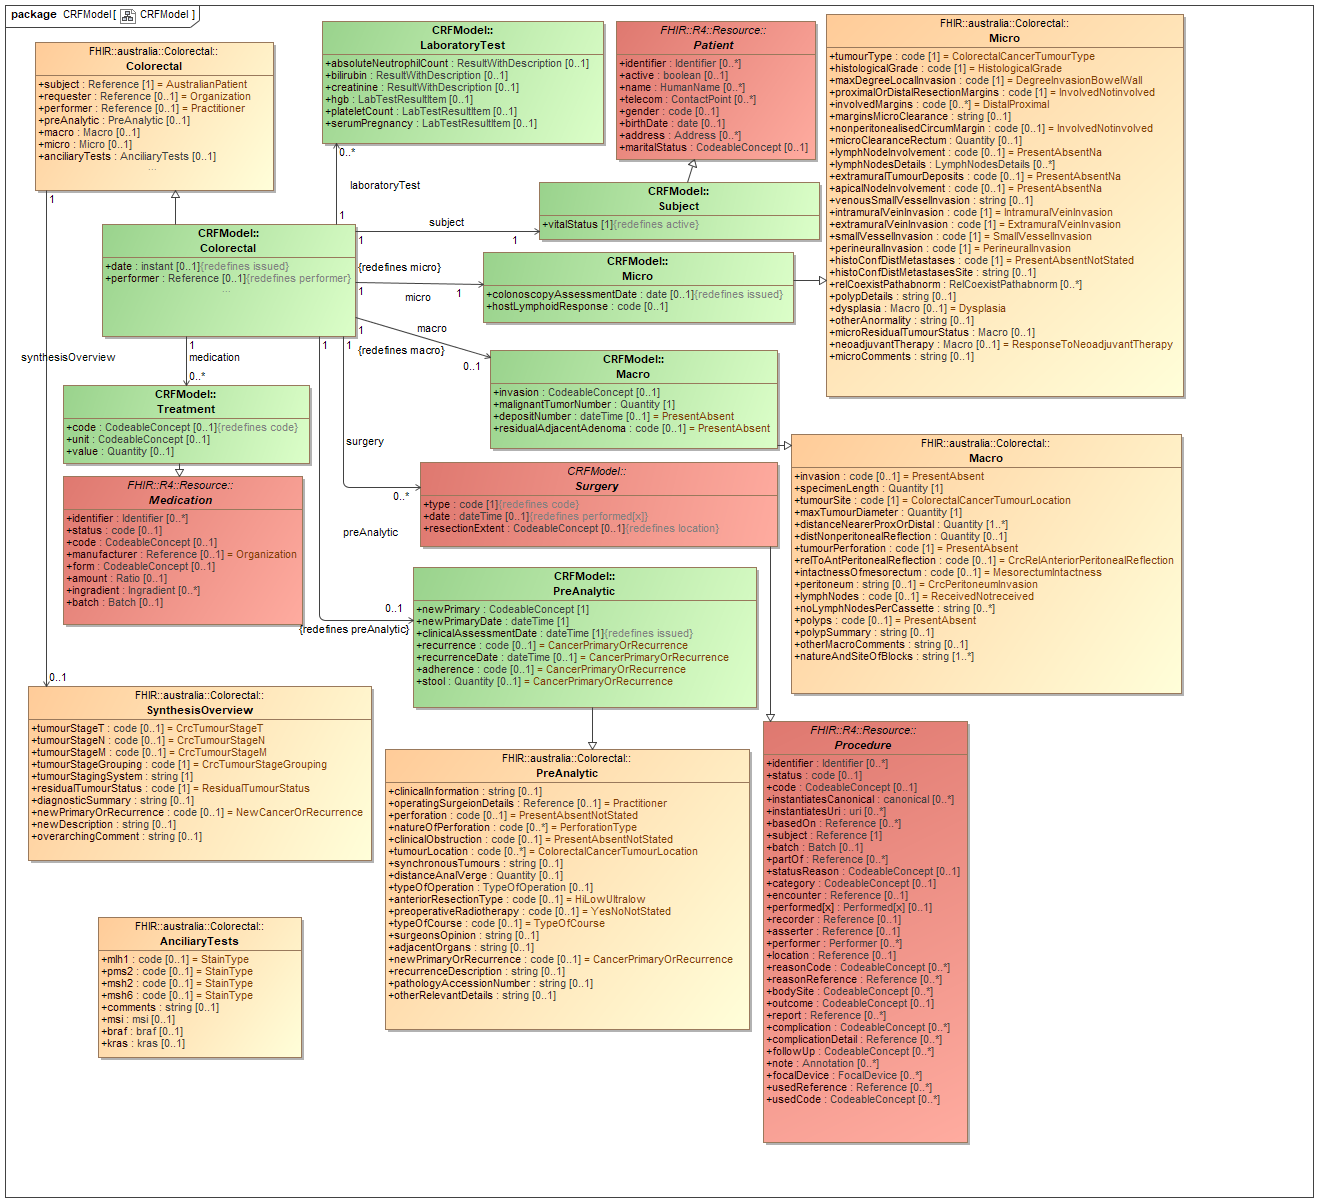 package CRFModel[ CRFModel ]
FHIR::australia::Colorectal::
Colorectal
+subject : Reference [1] = AustralianPatient
+requester : Reference [0..1] = Organization
+performer : Reference [0..1] = Practitioner
+preAnalytic : PreAnalytic [0..1]
+macro : Macro [0..1]
+micro : Micro [0..1]
+anciliaryTests : AnciliaryTests [0..1]
...
CRFModel::
LaboratoryTest
+absoluteNeutrophilCount : ResultWithDescription [0..1]
+bilirubin : ResultWithDescription [0..1]
+creatinine : ResultWithDescription [0..1]
+hgb : LabTestResultItem [0..1]
+plateletCount : LabTestResultItem [0..1]
+serumPregnancy : LabTestResultItem [0..1]
FHIR::R4::Resource::
Patient
+identifier : Identifier [0..*]
+active : boolean [0..1]
+name : HumanName [0..*]
+telecom : ContactPoint [0..*]
+gender : code [0..1]
+birthDate : date [0..1]
+address : Address [0..*]
+maritalStatus : CodeableConcept [0..1]
FHIR::australia::Colorectal::
Micro
+tumourType : code [1] = ColorectalCancerTumourType
+histologicalGrade : code [1] = HistologicalGrade
+maxDegreeLocalInvasion : code [1] = DegreeInvasionBowelWall
+proximalOrDistalResectionMargins : code [1] = InvolvedNotinvolved
+involvedMargins : code [0..*] = DistalProximal
+marginsMicroClearance : string [0..1]
+nonperitonealisedCircumMargin : code [0..1] = InvolvedNotinvolved
+microClearanceRectum : Quantity [0..1]
+lymphNodeInvolvement : code [0..1] = PresentAbsentNa
+lymphNodesDetails : LymphNodesDetails [0..*]
+extramuralTumourDeposits : code [0..1] = PresentAbsentNa
+apicalNodeInvolvement : code [0..1] = PresentAbsentNa
+venousSmallVesselInvasion : string [0..1]
+intramuralVeinInvasion : code [1] = IntramuralVeinInvasion
+extramuralVeinInvasion : code [1] = ExtramuralVeinInvasion
+smallVesselInvasion : code [1] = SmallVesselInvasion
+perineuralInvasion : code [0..1] = PerineuralInvasion
+histoConfDistMetastases : code [0..1] = PresentAbsentNotStated
+histoConfDistMetastasesSite : string [0..1]
+relCoexistPathabnorm : RelCoexistPathabnorm [0..*]
+polypDetails : string [0..1]
+dysplasia : Macro [0..1] = Dysplasia
+otherAnormality : string [0..1]
+microResidualTumourStatus : Macro [0..1]
+neoadjuvantTherapy : Macro [0..1] = ResponseToNeoadjuvantTherapy
+microComments : string [0..1]
0..*
laboratoryTest
1
CRFModel::
Subject
+vitalStatus [1]{redefines active}
CRFModel::
Colorectal
+date : instant [0..1]{redefines issued}
+performer : Reference [0..1]{redefines performer}
...
subject
1
1
{redefines micro}
1
micro
1
CRFModel::
Micro
+colonoscopyAssessmentDate : date [0..1]{redefines issued}
+hostLymphoidResponse : code [0..1]
macro
1
{redefines macro}
0..1
CRFModel::
Macro
+invasion : CodeableConcept [0..1]
+malignantTumorNumber : Quantity [1]
+depositNumber : dateTime [0..1] = PresentAbsent
+residualAdjacentAdenoma : code [0..1] = PresentAbsent
1
synthesisOverview
0..1
1
medication
0..*
1
1
CRFModel::
Treatment
+code : CodeableConcept [0..1]{redefines code}
+unit : CodeableConcept [0..1]
+value : Quantity [0..1]
surgery
0..*
FHIR::R4::Resource::
Medication
+identifier : Identifier [0..*]
+status : code [0..1]
+code : CodeableConcept [0..1]
+manufacturer : Reference [0..1] = Organization
+form : CodeableConcept [0..1]
+amount : Ratio [0..1]
+ingredient : Ingredient [0..*]
+batch : Batch [0..1]
CRFModel::
Surgery
+type : code [1]{redefines code}
+date : dateTime [0..1]{redefines performed[x]}
+resectionExtent : CodeableConcept [0..1]{redefines location}
FHIR::australia::Colorectal::
Macro
+invasion : code [0..1] = PresentAbsent
+specimenLength : Quantity [1]
+tumourSite : code [1] = ColorectalCancerTumourLocation
+maxTumourDiameter : Quantity [1]
+distanceNearerProxOrDistal : Quantity [1..*]
+distNonperitonealReflection : Quantity [0..1]
+tumourPerforation : code [1] = PresentAbsent
+relToAntPeritonealReflection : code [0..1] = CrcRelAnteriorPeritonealReflection
+intactnessOfmesorectum : code [0..1] = MesorectumIntactness
+peritoneum : string [0..1] = CrcPeritoneumInvasion
+lymphNodes : code [0..1] = ReceivedNotreceived
+noLymphNodesPerCassette : string [0..*]
+polyps : code [0..1] = PresentAbsent
+polypSummary : string [0..1]
+otherMacroComments : string [0..1]
+natureAndSiteOfBlocks : string [1..*]
preAnalytic
0..1
{redefines preAnalytic}
CRFModel::
PreAnalytic
+newPrimary : CodeableConcept [1]
+newPrimaryDate : dateTime [1]
+clinicalAssessmentDate : dateTime [1]{redefines issued}
+recurrence : code [0..1] = CancerPrimaryOrRecurrence
+recurrenceDate : dateTime [0..1] = CancerPrimaryOrRecurrence
+adherence : code [0..1] = CancerPrimaryOrRecurrence
+stool : Quantity [0..1] = CancerPrimaryOrRecurrence
FHIR::australia::Colorectal::
SynthesisOverview
+tumourStageT : code [0..1] = CrcTumourStageT
+tumourStageN : code [0..1] = CrcTumourStageN
+tumourStageM : code [0..1] = CrcTumourStageM
+tumourStageGrouping : code [1] = CrcTumourStageGrouping
+tumourStagingSystem : string [1]
+residualTumourStatus : code [1] = ResidualTumourStatus
+diagnosticSummary : string [0..1]
+newPrimaryOrRecurrence : code [0..1] = NewCancerOrRecurrence
+newDescription : string [0..1]
+overarchingComment : string [0..1]
FHIR::australia::Colorectal::
PreAnalytic
+clinicalInformation : string [0..1]
+operatingSurgeionDetails : Reference [0..1] = Practitioner
+perforation : code [0..1] = PresentAbsentNotStated
+natureOfPerforation : code [0..*] = PerforationType
+clinicalObstruction : code [0..1] = PresentAbsentNotStated
+tumourLocation : code [0..*] = ColorectalCancerTumourLocation
+synchronousTumours : string [0..1]
+distanceAnalVerge : Quantity [0..1]
+typeOfOperation : TypeOfOperation [0..1]
+anteriorResectionType : code [0..1] = HiLowUltralow
+preoperativeRadiotherapy : code [0..1] = YesNoNotStated
+typeOfCourse : code [0..1] = TypeOfCourse
+surgeonsOpinion : string [0..1]
+adjacentOrgans : string [0..1]
+newPrimaryOrRecurrence : code [0..1] = CancerPrimaryOrRecurrence
+recurrenceDescription : string [0..1]
+pathologyAccessionNumber : string [0..1]
+otherRelevantDetails : string [0..1]
FHIR::R4::Resource::
Procedure
+identifier : Identifier [0..*]
+status : code [0..1]
+code : CodeableConcept [0..1]
+instantiatesCanonical : canonical [0..*]
+instantiatesUri : uri [0..*]
+basedOn : Reference [0..*]
+subject : Reference [1]
+batch : Batch [0..1]
+partOf : Reference [0..*]
+statusReason : CodeableConcept [0..1]
+category : CodeableConcept [0..1]
+encounter : Reference [0..1]
+performed[x] : Performed[x] [0..1]
+recorder : Reference [0..1]
+asserter : Reference [0..1]
+performer : Performer [0..*]
+location : Reference [0..1]
+reasonCode : CodeableConcept [0..*]
+reasonReference : Reference [0..*]
+bodySite : CodeableConcept [0..*]
+outcome : CodeableConcept [0..1]
+report : Reference [0..*]
+complication : CodeableConcept [0..*]
+complicationDetail : Reference [0..*]
+followUp : CodeableConcept [0..*]
+note : Annotation [0..*]
+focalDevice : FocalDevice [0..*]
+usedReference : Reference [0..*]
+usedCode : CodeableConcept [0..*]
FHIR::australia::Colorectal::
AnciliaryTests
+mlh1 : code [0..1] = StainType
+pms2 : code [0..1] = StainType
+msh2 : code [0..1] = StainType
+msh6 : code [0..1] = StainType
+comments : string [0..1]
+msi : msi [0..1]
+braf : braf [0..1]
+kras : kras [0..1]